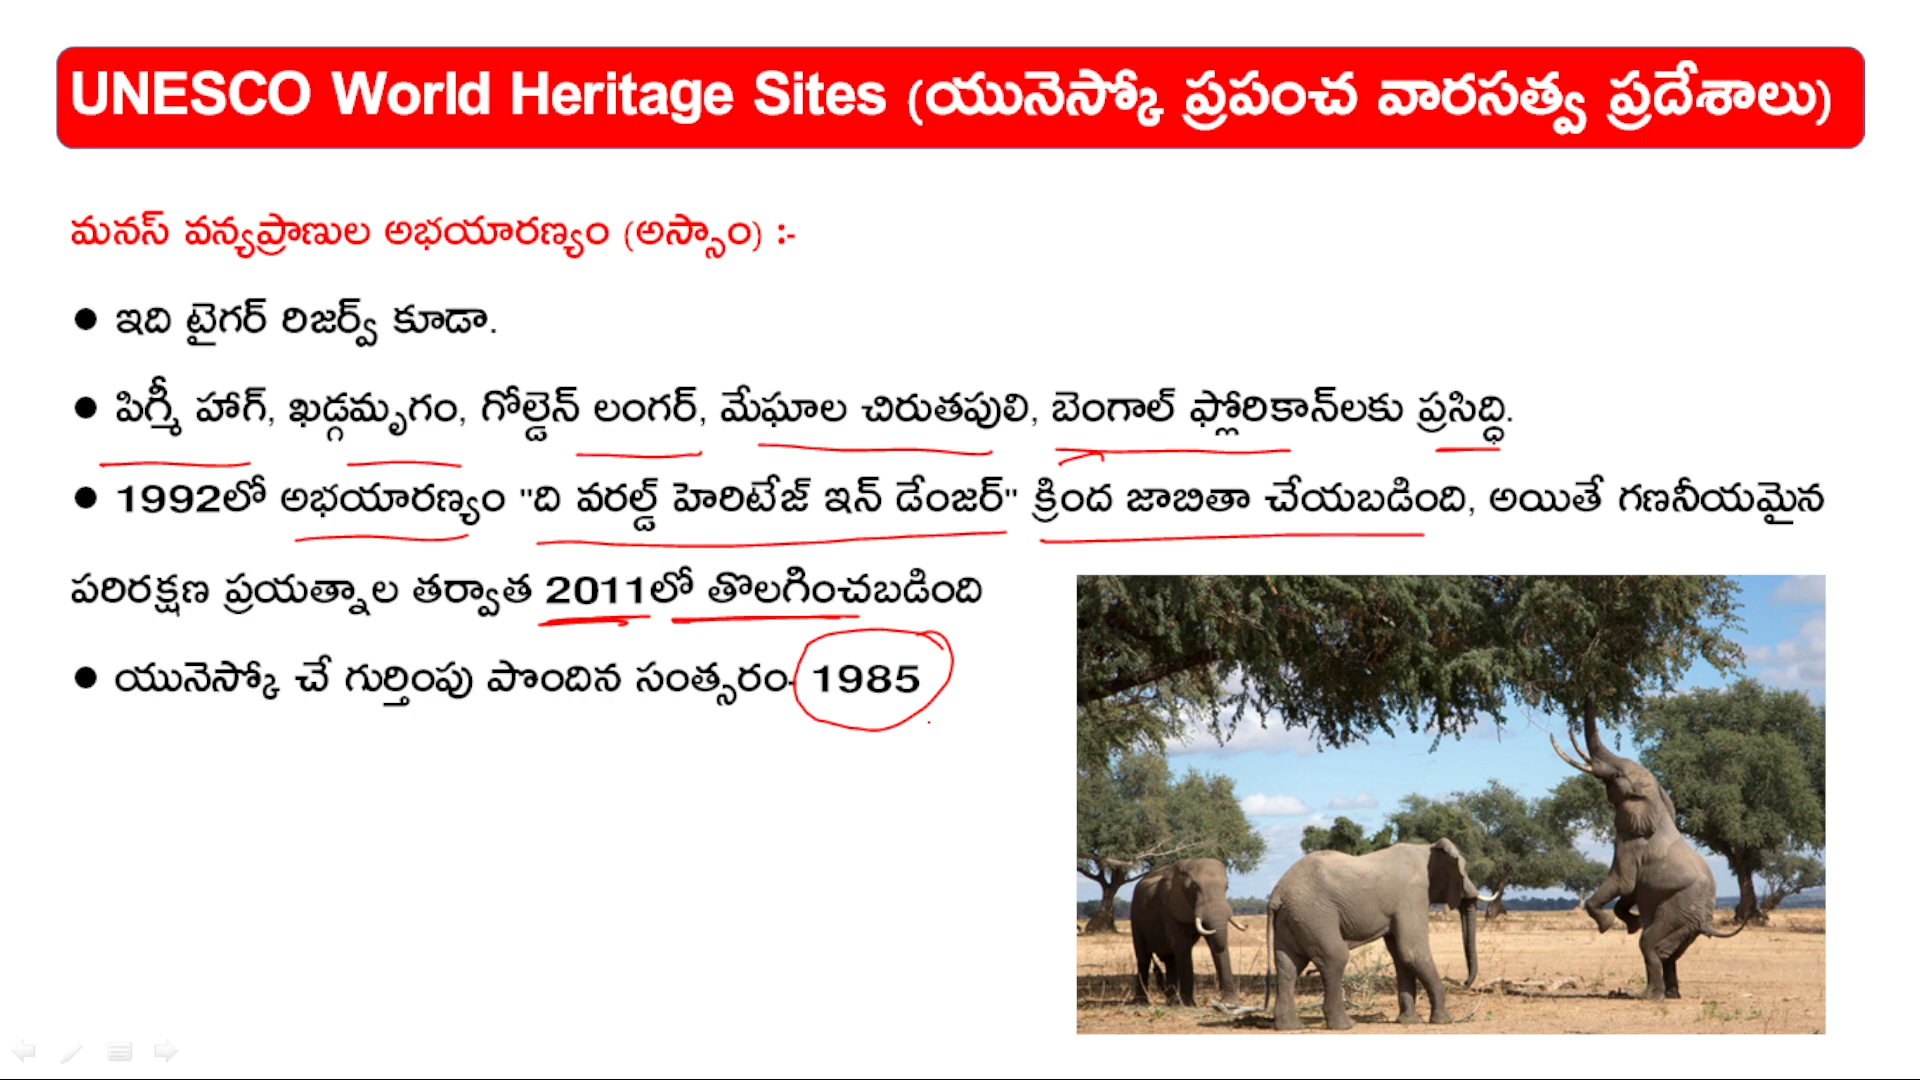 UNESCO World Heritage Sites (యునెస్కో ప్రపంచ వారసత్వ ప్రదేశాలు)
మనస్ వన్యప్రాణుల అభయారణ్యం (అస్సాం) :-
● ఇది టైగర్ రిజర్వ్ కూడా.
● పిగ్మీ హాగ్, ఖడ్గమృగం, గోల్డెన్ లంగర్, మేఘాల చిరుతపులి, బెంగాల్ ఫ్లోరికాన్‌లకు ప్రసిద్ధి.
● 1992లో అభయారణ్యం "ది వరల్డ్ హెరిటేజ్ ఇన్ డేంజర్" క్రింద జాబితా చేయబడింది, అయితే గణనీయమైన
పరిరక్షణ ప్రయత్నాల తర్వాత 2011లో తొలగించబడింది
● యునెస్కో చే గుర్తింపు పొందిన సంత్సరం- 1985